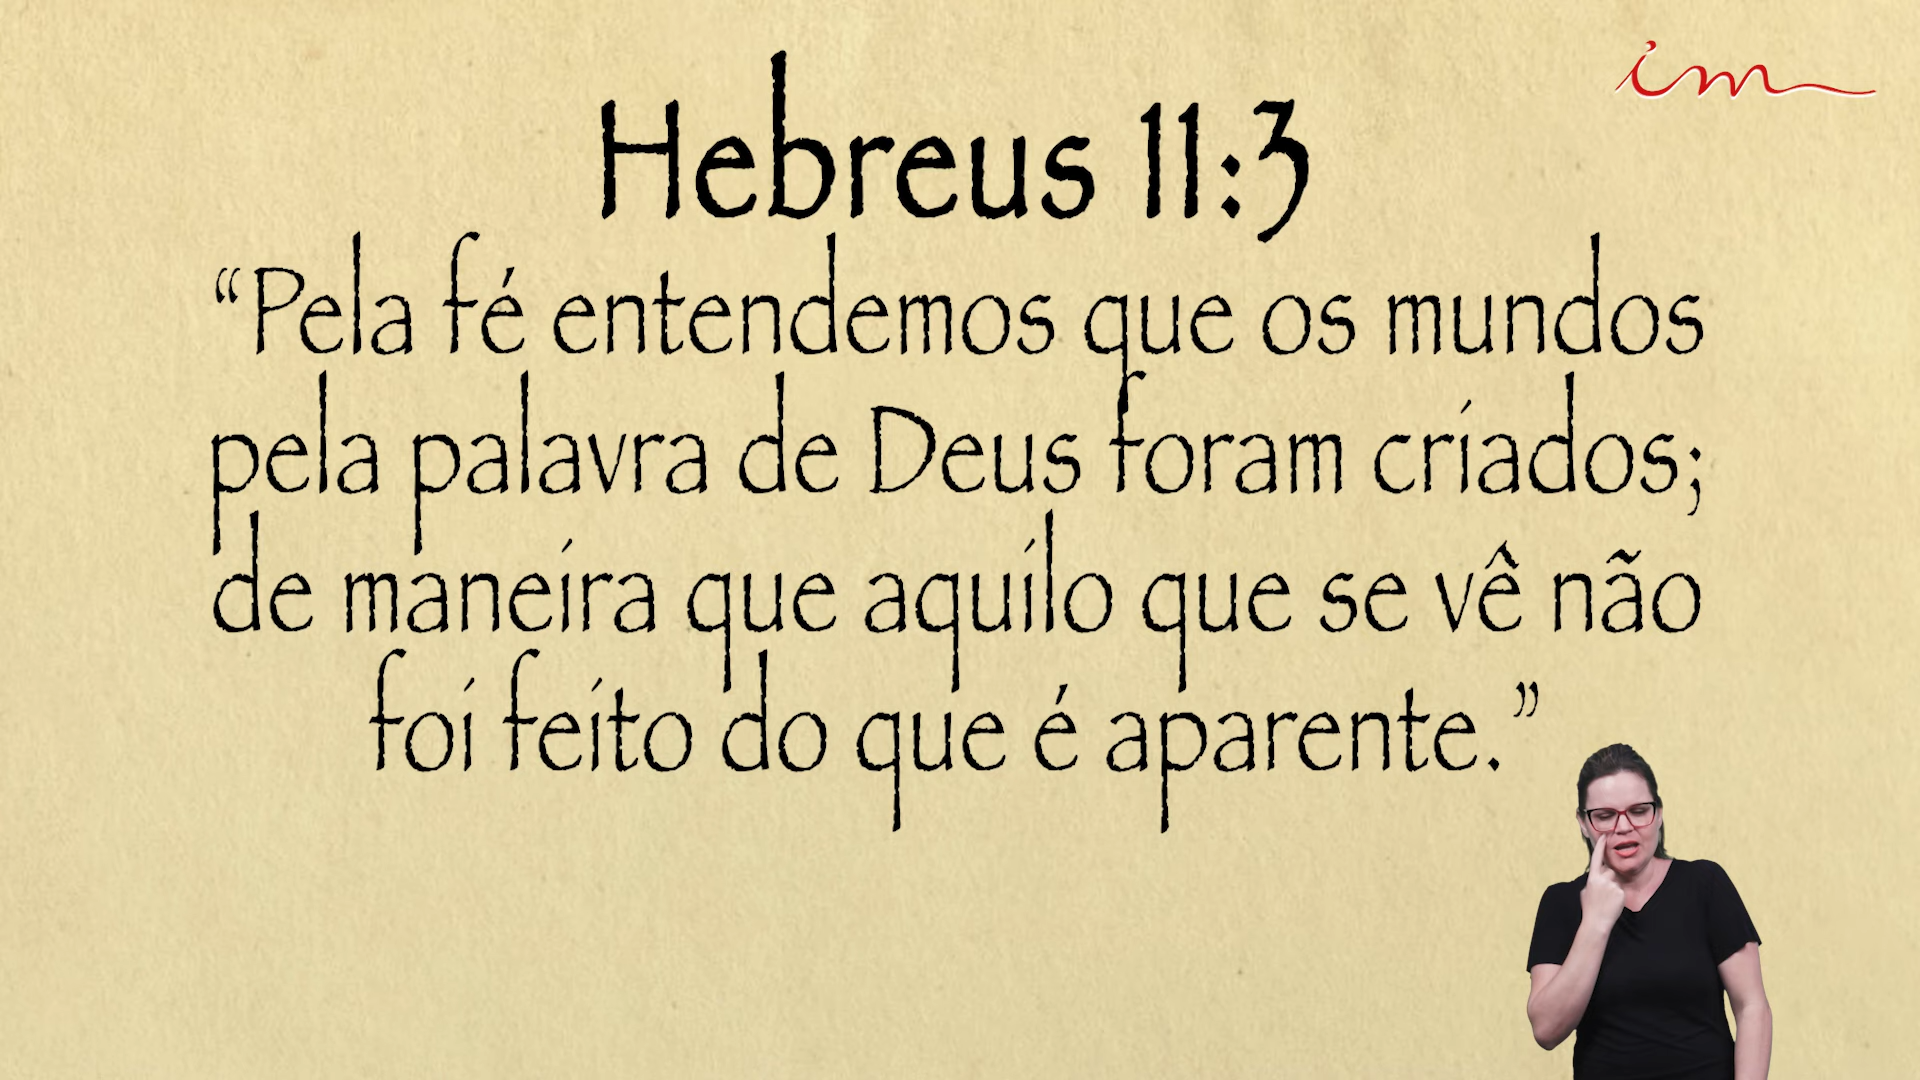 im
Hebreus 11:3
“Pela fé entendemos que os mundos
pela palavra de Deus foram criados;
de maneira que aquilo que se vê não
foi feito do que é aparente.”